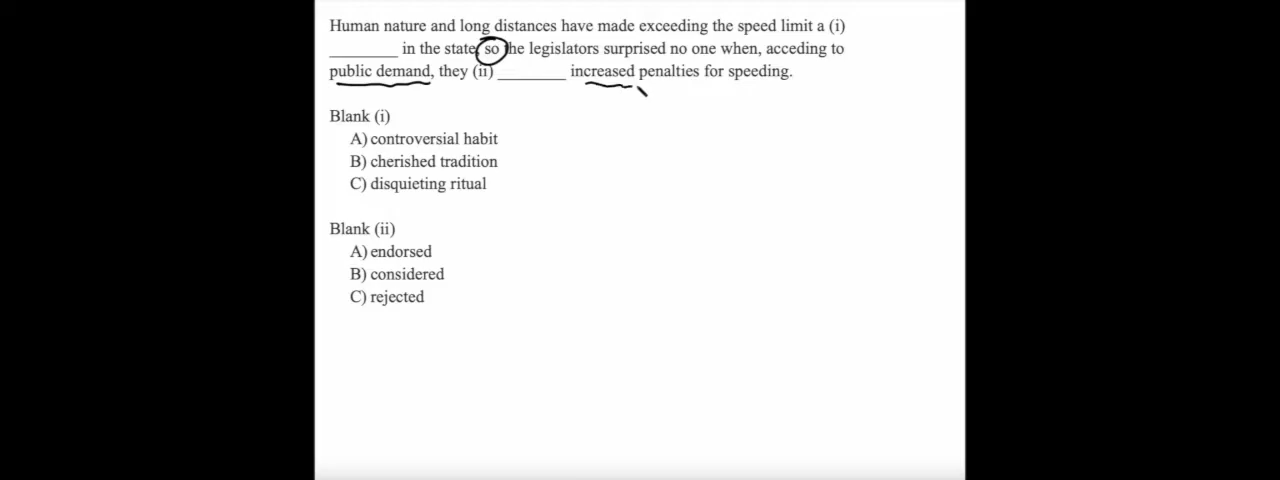 Human nature and long distances have made exceeding the speed limit a (i)
________ in the state, so the legislators surprised no one when, acceding to
public demand, they (ii) ________ increased penalties for speeding.
Blank (i)
A) controversial habit
B) cherished tradition
C) disquieting ritual
Blank (ii)
A) endorsed
B) considered
C) rejected